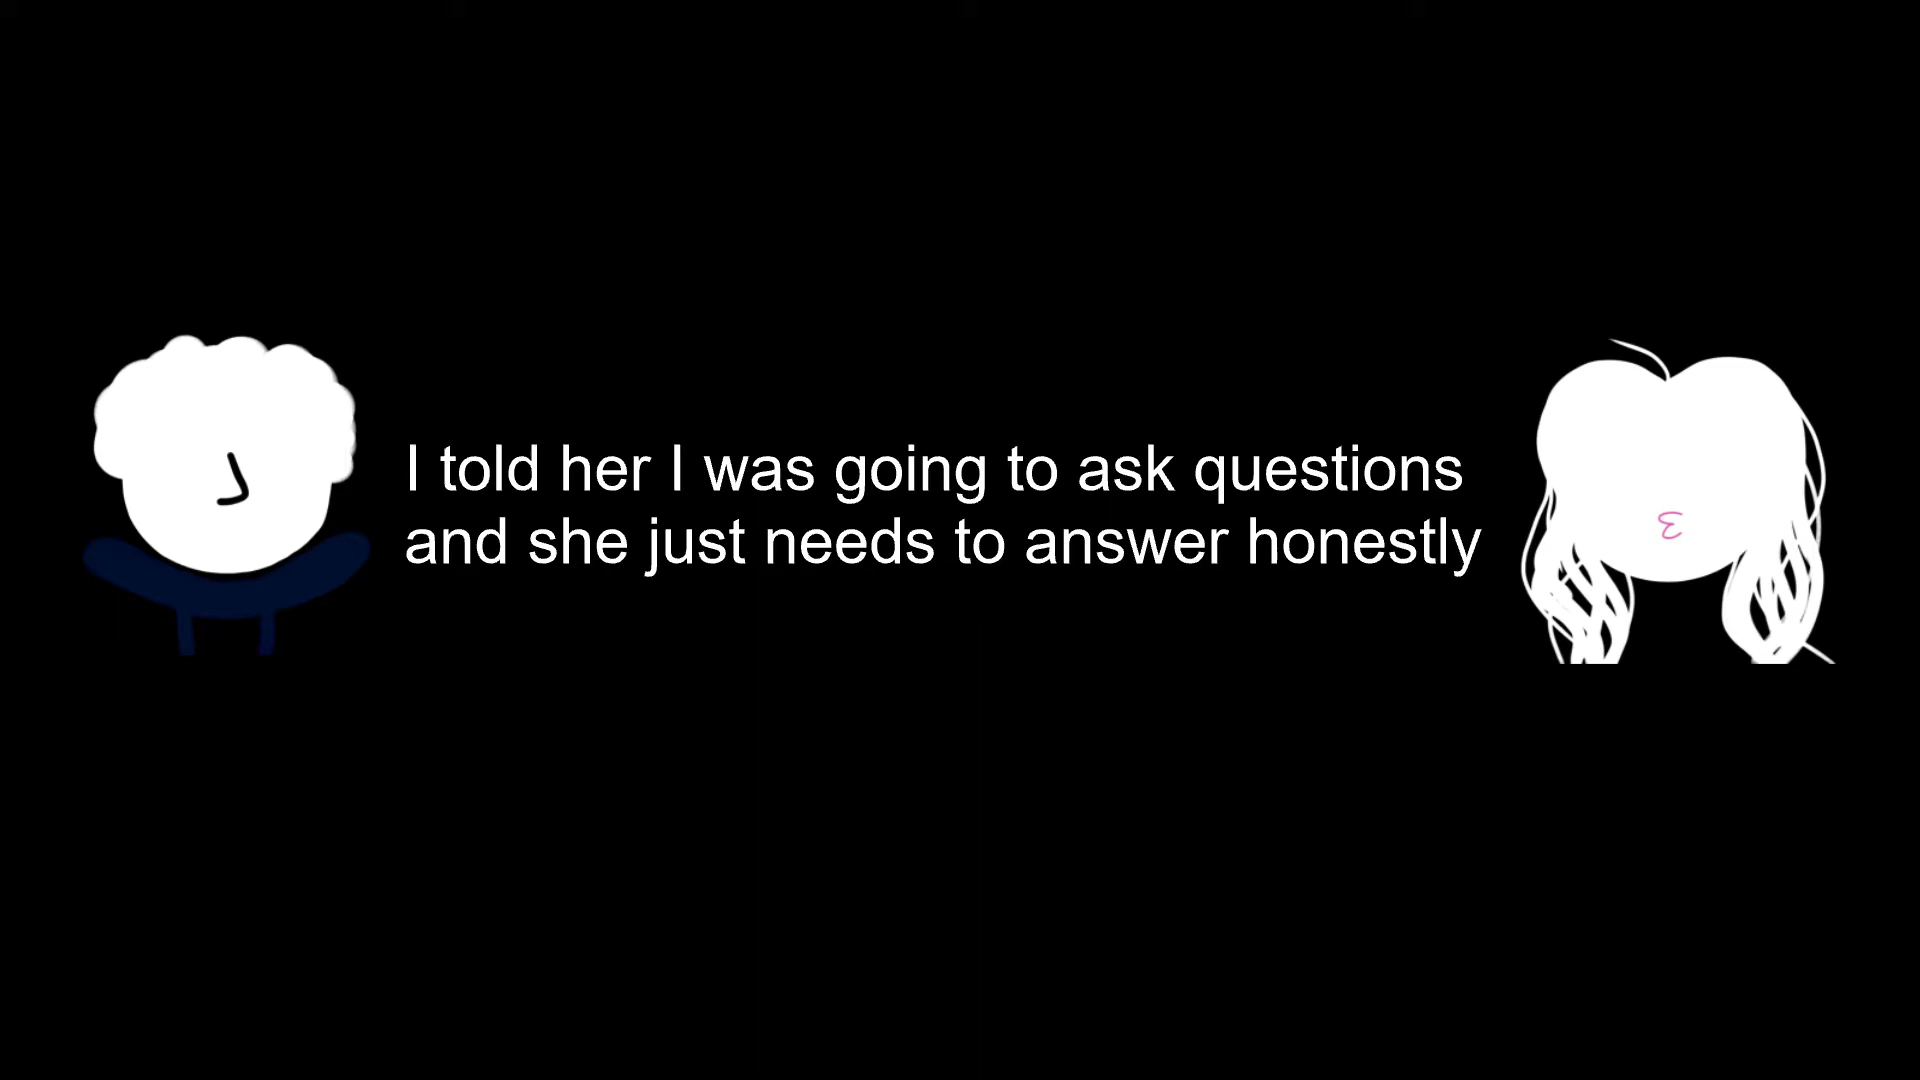 I told her I was going to ask questions
and she just needs to answer honestly